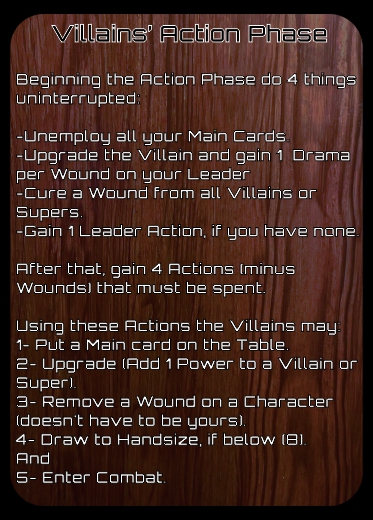 Villains' Action Phase
Beginning the Action Phase do 4 things
uninterrupted:
-Unemploy all your Main Cards
-Upgrade the Villain and gain 1 Drama
per Wound on your Leader
-Cure a Wound from all Villains or
Supers.
-Gain 1 Leader Action, if you have none.
After that, gain 4 Actions (minus
Wounds) that must be spent.
Using these Actions the Villains may:
1- Put a Main card on the Table.
2- Upgrade (Add 1 Power to a Villain or
Super).
3- Remove a Wound on a Character
(doesn't have to be yours).
4- Draw to Handsize, if below (8).
And
5- Enter Combat.